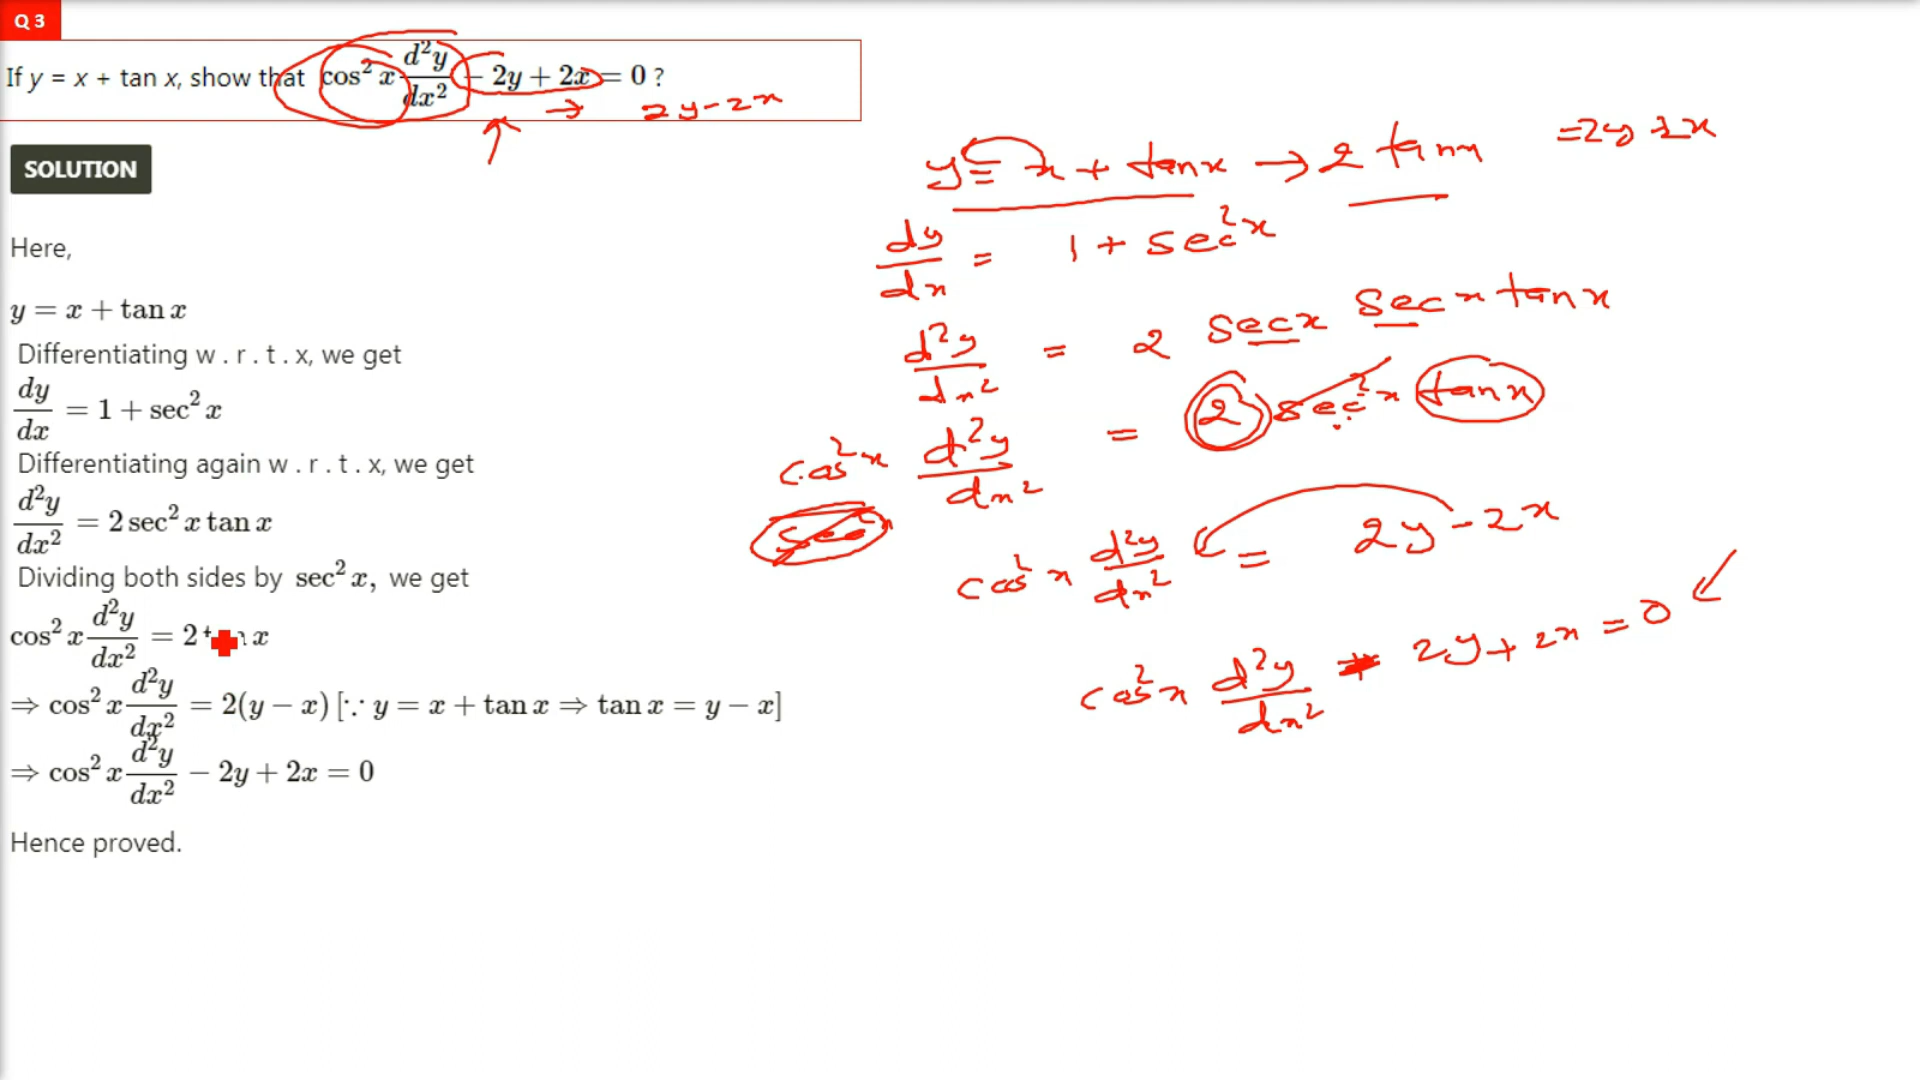 Q 3
If y = x + tan x, show that cos² x d²y/dx² − 2y + 2x = 0 ?
→ 2y-2x
SOLUTION
Here,
y = x + tan x
Differentiating w . r . t . x, we get
dy/dx = 1 + sec² x
Differentiating again w . r . t . x, we get
d²y/dx² = 2 sec² x tan x
Dividing both sides by sec² x, we get
cos² x d²y/dx² = 2 x
⇒ cos² x d²y/dx² = 2(y − x) [∵ y = x + tan x ⇒ tan x = y − x]
⇒ cos² x d²y/dx² − 2y + 2x = 0
Hence proved.
y = x + tanx → 2 tanx = 2y-2x
dy/dx = 1 + sec²x
d²y/dx² = 2 secx secx tanx
cos²x d²y/dx² = 2 sec²x tanx
sec²x
cos²x d²y/dx² = 2y-2x
cos²x d²y/dx² - 2y + 2x = 0